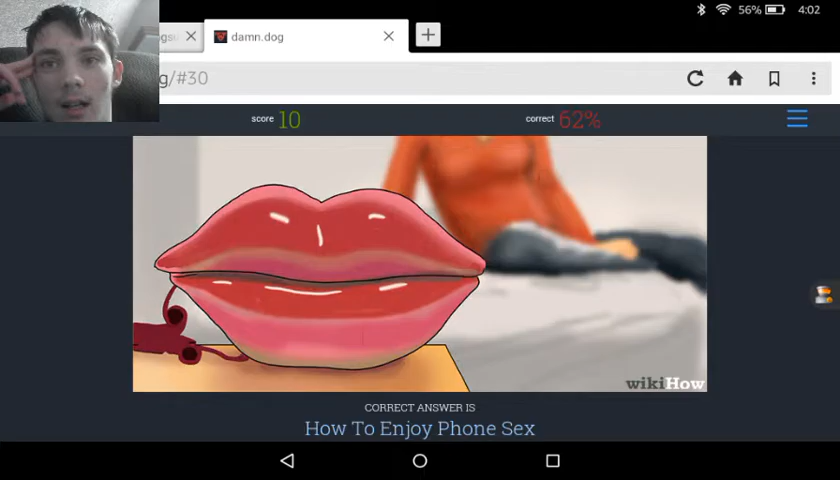 56% 4:02
damn.dog
g/#30
score 10
correct 62%
wikiHow
CORRECT ANSWER IS
How To Enjoy Phone Sex